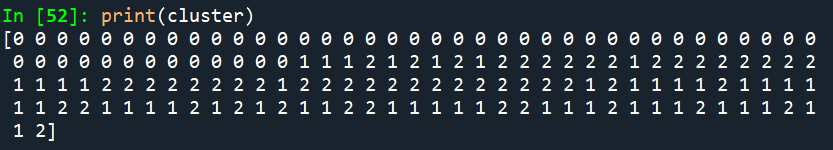 In [52]: print(cluster)
[0 0 0 0 0 0 0 0 0 0 0 0 0 0 0 0 0 0 0 0 0 0 0 0 0 0 0 0 0 0 0 0 0 0 0 0 0
0 0 0 0 0 0 0 0 0 0 0 0 0 1 1 1 2 1 2 1 2 1 2 2 2 2 2 2 1 2 2 2 2 2 2 2 2
1 1 1 1 2 2 2 2 2 2 2 2 1 2 2 2 2 2 2 2 2 2 2 2 2 2 1 2 1 1 1 1 2 1 1 1 1
1 1 2 2 1 1 1 1 2 1 2 1 2 1 1 2 2 1 1 1 1 1 2 2 1 1 1 2 1 1 1 2 1 1 1 2 1
1 2]